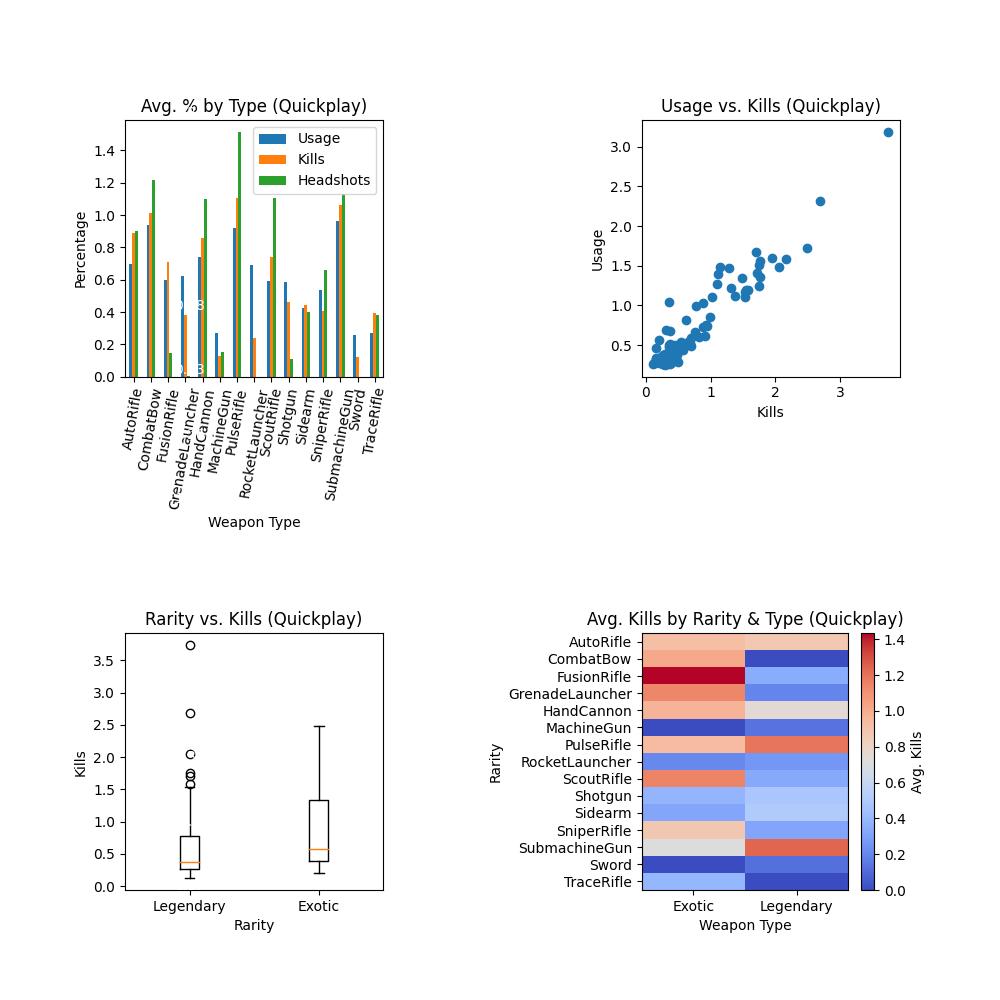 Avg. % by Type (Quickplay)
Percentage
1.4
1.2
1.0
0.8
0.6
0.4
0.2
0.0
Usage
Kills
Headshots
AutoRifle
CombatBow
FusionRifle
GrenadeLauncher
HandCannon
MachineGun
PulseRifle
RocketLauncher
ScoutRifle
Shotgun
Sidearm
SniperRifle
SubmachineGun
Sword
TraceRifle
Weapon Type
Usage vs. Kills (Quickplay)
Usage
3.0
2.5
2.0
1.5
1.0
0.5
0 1 2 3
Kills
Rarity vs. Kills (Quickplay)
Kills
3.5
3.0
2.5
2.0
1.5
1.0
0.5
0.0
Legendary Exotic
Rarity
Avg. Kills by Rarity & Type (Quickplay)
Rarity
AutoRifle
CombatBow
FusionRifle
GrenadeLauncher
HandCannon
MachineGun
PulseRifle
RocketLauncher
ScoutRifle
Shotgun
Sidearm
SniperRifle
SubmachineGun
Sword
TraceRifle
Exotic Legendary
Weapon Type
1.4
1.2
1.0
0.8
0.6
0.4
0.2
0.0
Avg. Kills